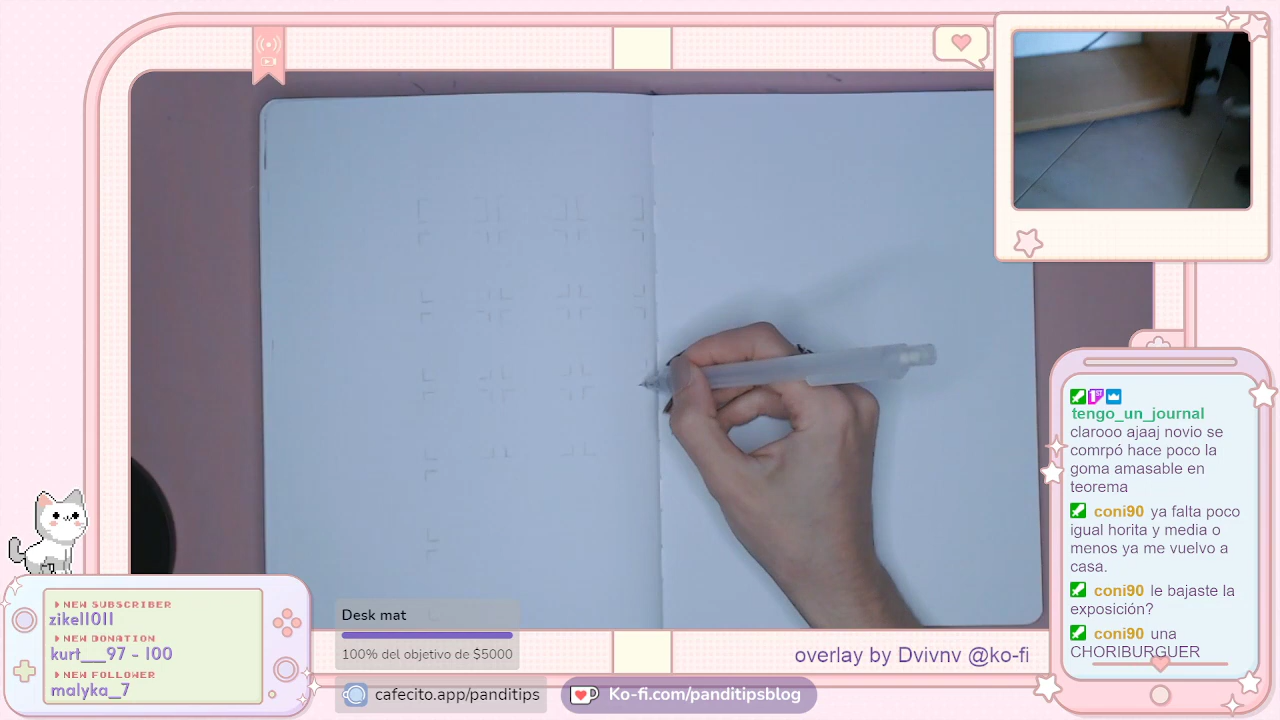 tengo_un_journal
clarooo ajaaj novio se
comrpó hace poco la
goma amasable en
teorema
coni90 ya falta poco
igual horita y media o
menos ya me vuelvo a
casa.
coni90 le bajaste la
exposición?
coni90 una
CHORIBURGUER
NEW SUBSCRIBER
zikell0ll
NEW DONATION
kurt__97 - 100
NEW FOLLOWER
malyka_7
Desk mat
100% del objetivo de $5000
cafecito.app/panditips
Ko-fi.com/panditipsblog
overlay by Dvivnv @ko-fi